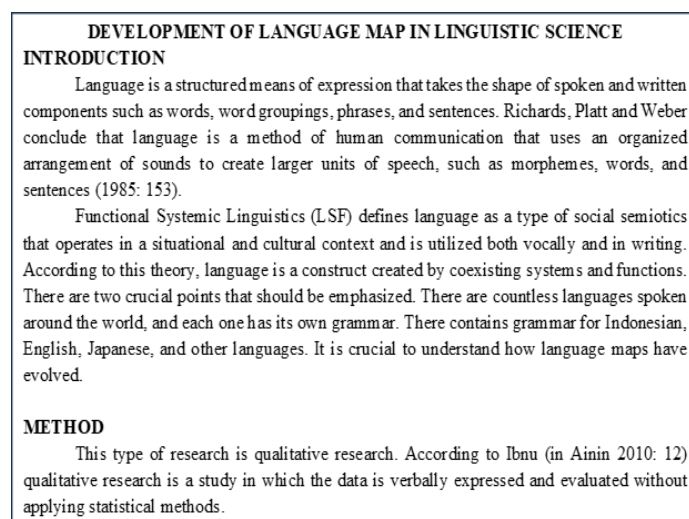 DEVELOPMENT OF LANGUAGE MAP IN LINGUISTIC SCIENCE
INTRODUCTION
Language is a structured means of expression that takes the shape of spoken and written
components such as words, word groupings, phrases, and sentences. Richards, Platt and Weber
conclude that language is a method of human communication that uses an organized
arrangement of sounds to create larger units of speech, such as morphemes, words, and
sentences (1985: 153).
Functional Systemic Linguistics (LSF) defines language as a type of social semiotics
that operates in a situational and cultural context and is utilized both vocally and in writing.
According to this theory, language is a construct created by coexisting systems and functions.
There are two crucial points that should be emphasized. There are countless languages spoken
around the world, and each one has its own grammar. There contains grammar for Indonesian,
English, Japanese, and other languages. It is crucial to understand how language maps have
evolved.
METHOD
This type of research is qualitative research. According to Ibnu (in Ainin 2010: 12)
qualitative research is a study in which the data is verbally expressed and evaluated without
applying statistical methods.